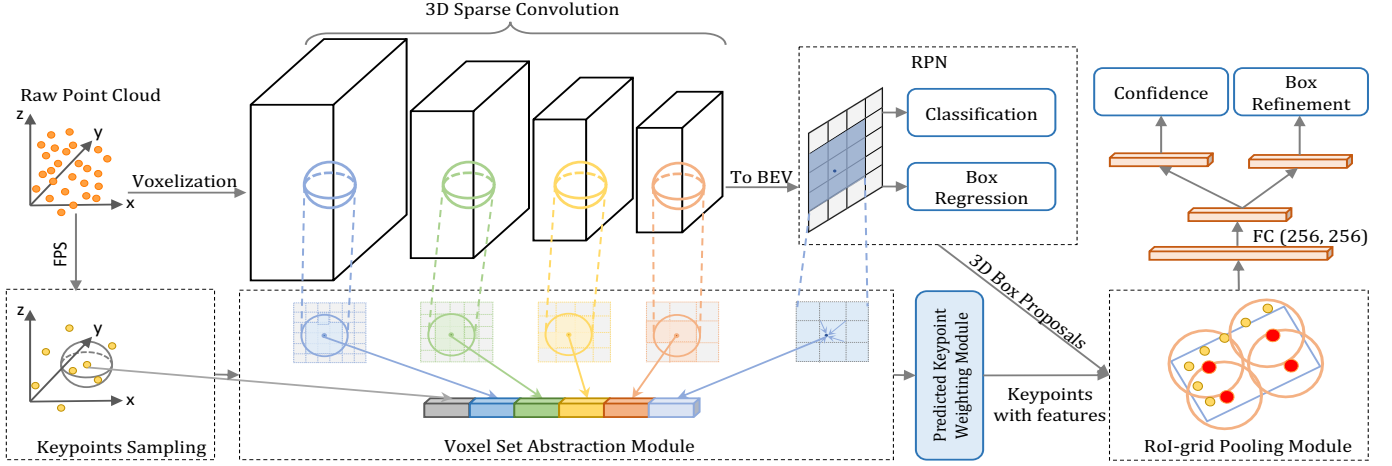 3D Sparse Convolution
RPN
Raw Point Cloud
z
y
x
Voxelization
To BEV
Classification
Box
Regression
Confidence
Box
Refinement
FC (256, 256)
FPS
3D Box Proposals
z
y
x
Keypoints Sampling
Voxel Set Abstraction Module
Predicted Keypoint
Weighting Module
Keypoints
with features
RoI-grid Pooling Module